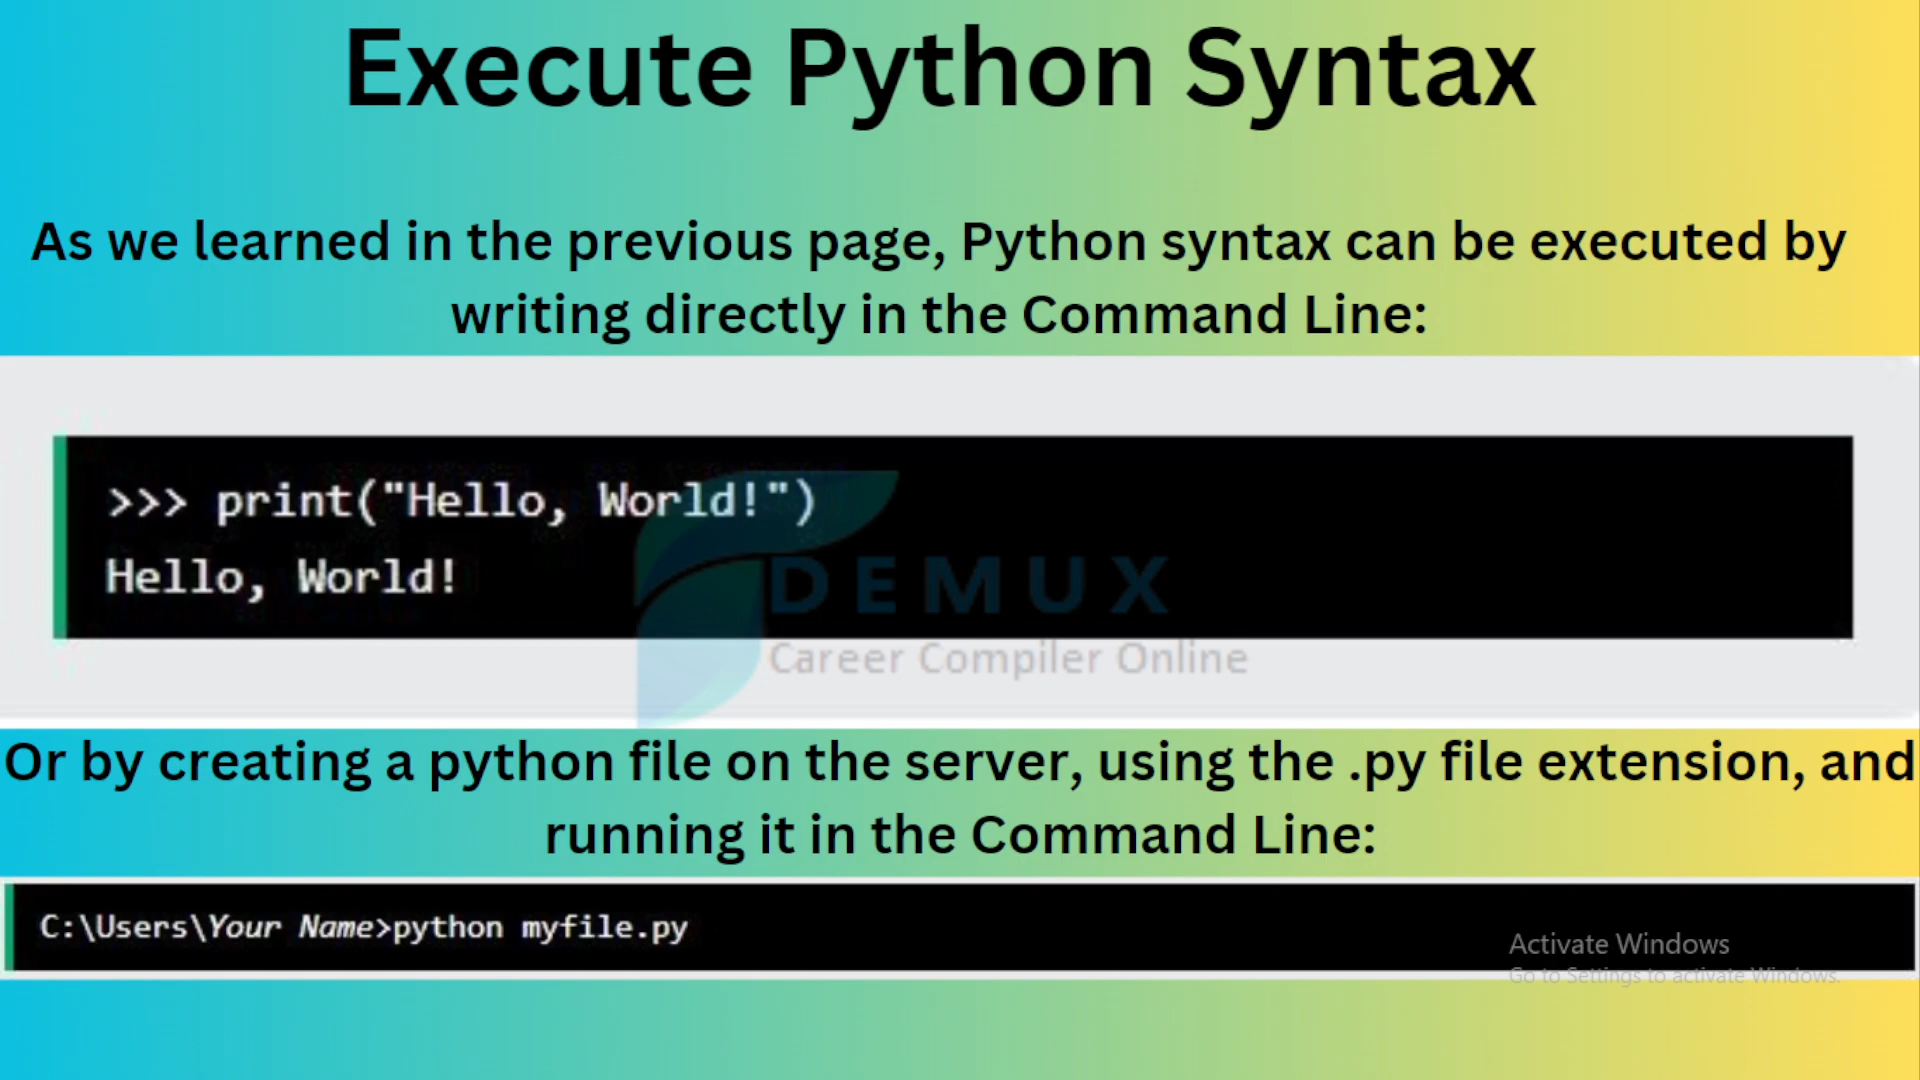 Execute Python Syntax
As we learned in the previous page, Python syntax can be executed by
writing directly in the Command Line:
>>> print("Hello, World!")
Hello, World!
DEMUX
Career Compiler Online
Or by creating a python file on the server, using the .py file extension, and
running it in the Command Line:
C:\Users\Your Name>python myfile.py
Activate Windows
Go to Settings to activate Windows.